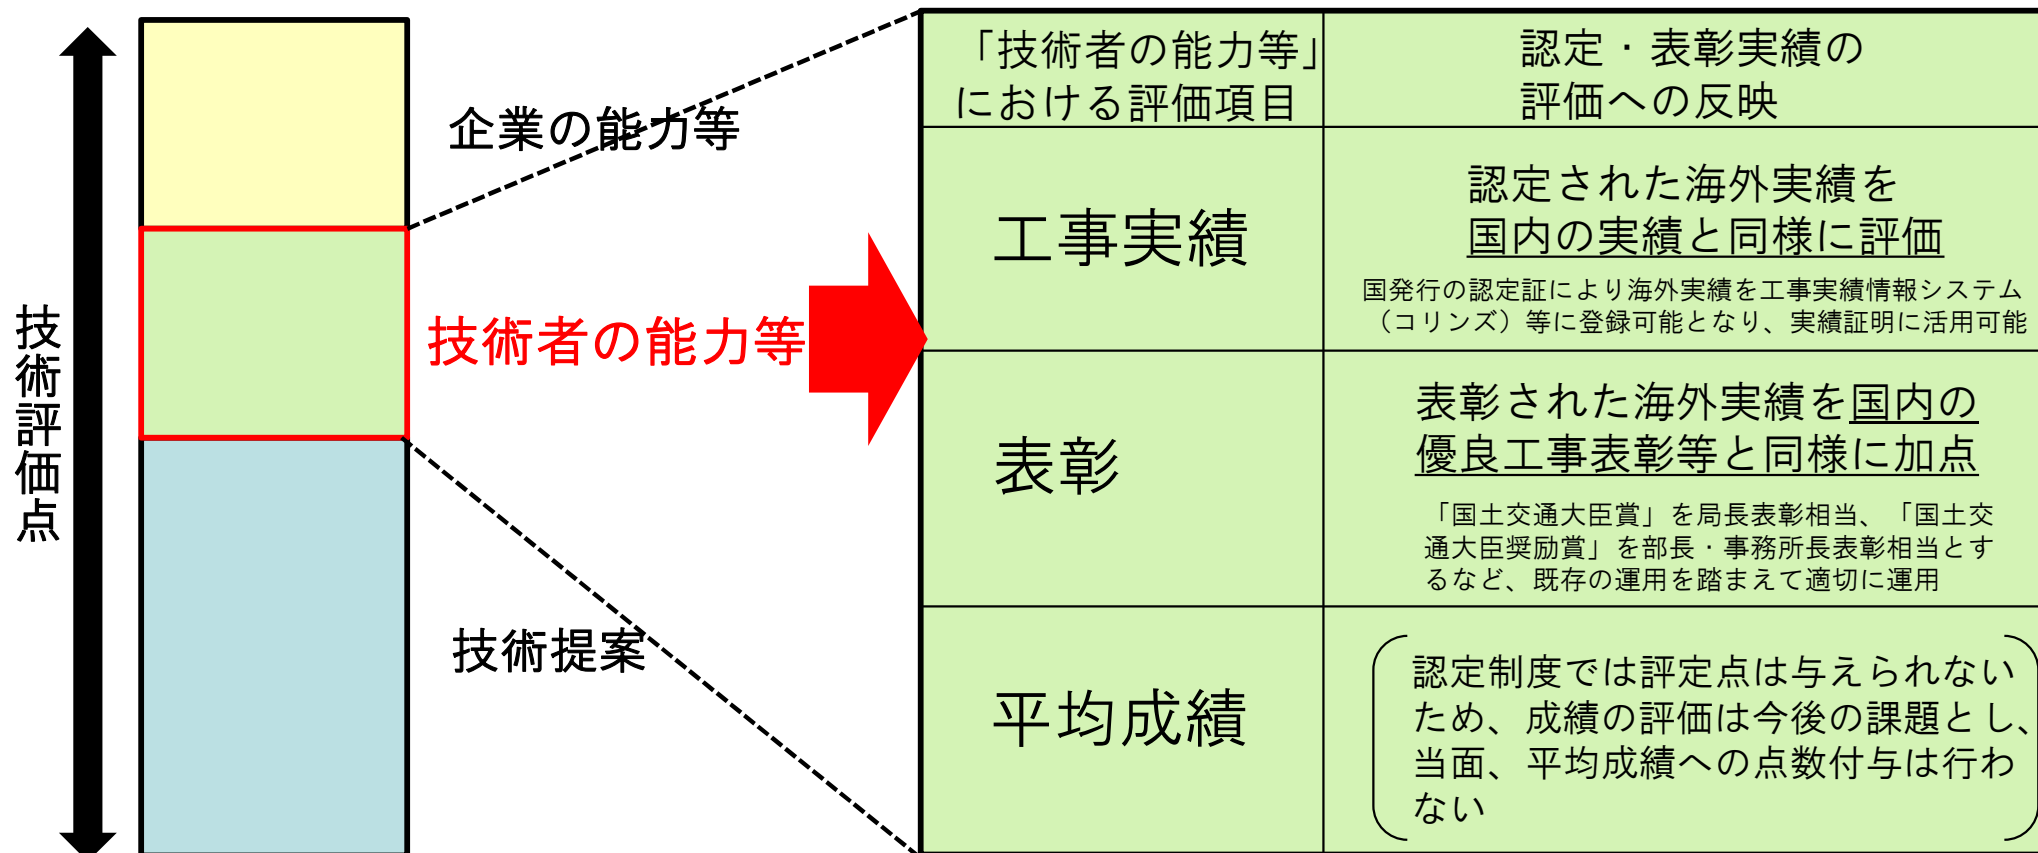 技術評価点
企業の能力等
技術者の能力等
技術提案
「技術者の能力等」
における評価項目
認定・表彰実績の
評価への反映
工事実績
認定された海外実績を
国内の実績と同様に評価
国発行の認定証により海外実績を工事実績情報システム
（コリンズ）等に登録可能となり、実績証明に活用可能
表彰
表彰された海外実績を国内の
優良工事表彰等と同様に加点
「国土交通大臣賞」を局長表彰相当、「国土交
通大臣奨励賞」を部長・事務所長表彰相当とす
るなど、既存の運用を踏まえて適切に運用
平均成績
認定制度では評定点は与えられない
ため、成績の評価は今後の課題とし、
当面、平均成績への点数付与は行わ
ない